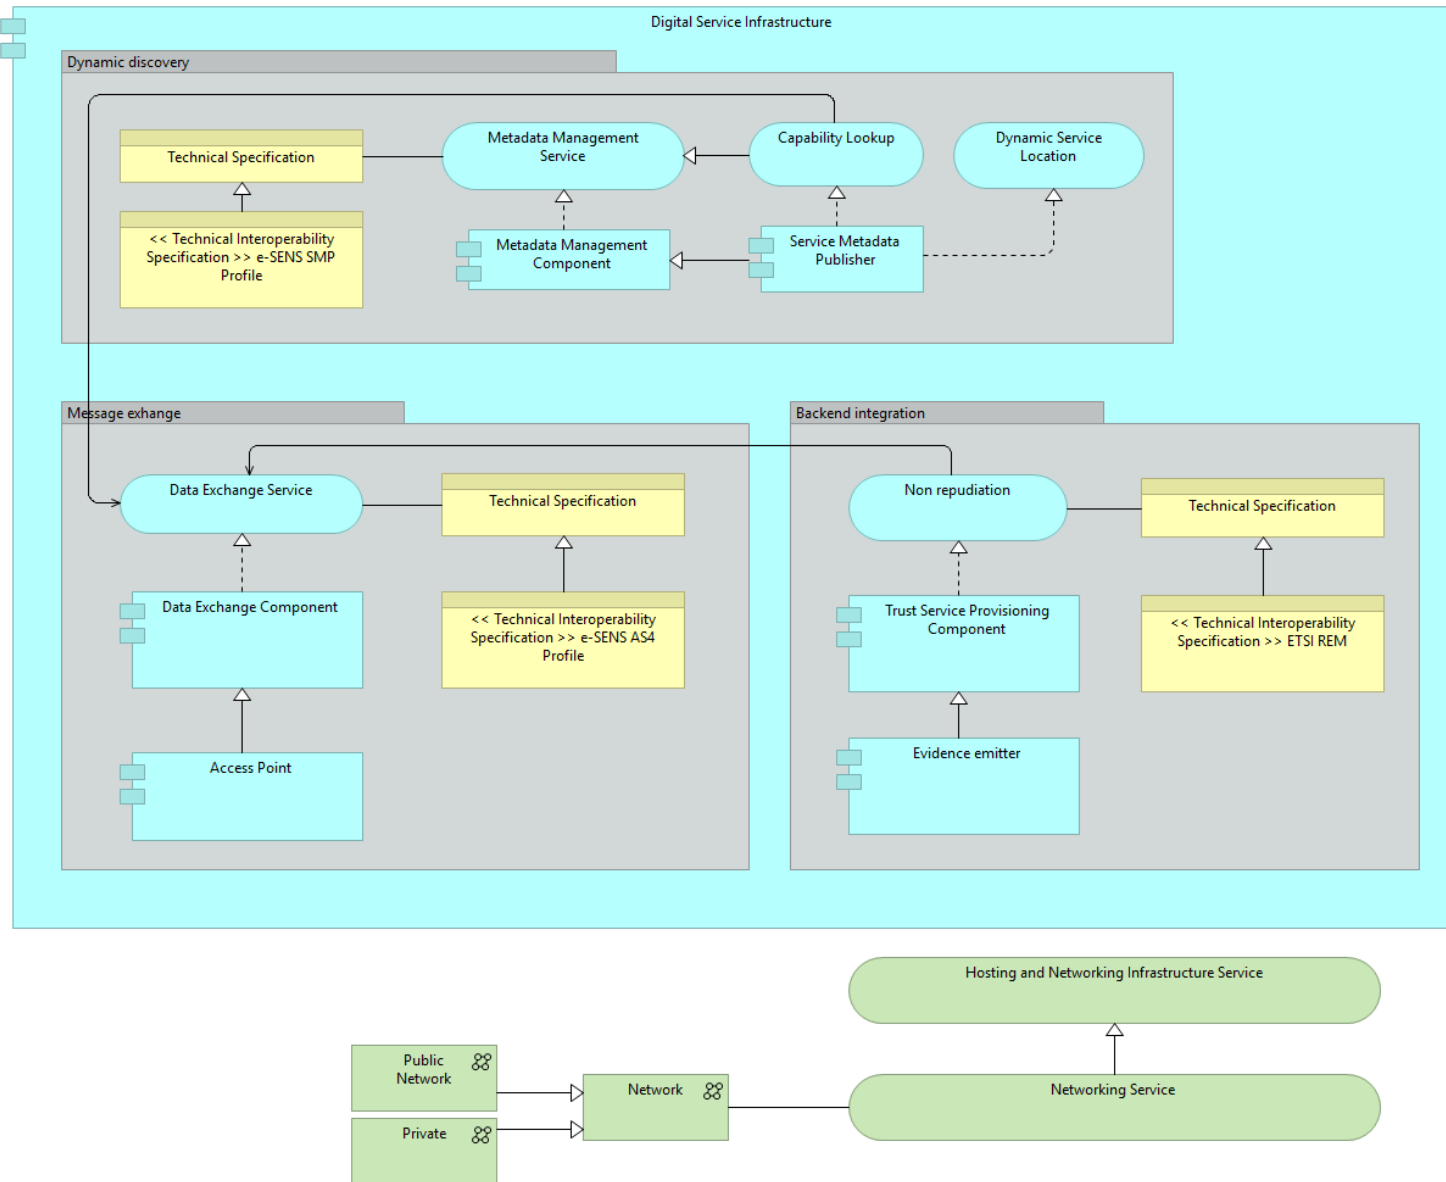 Digital Service Infrastructure
Dynamic discovery
Technical Specification
Metadata Management
Service
Capability Lookup
Dynamic Service
Location
<< Technical Interoperability
Specification >> e-SENS SMP
Profile
Metadata Management
Component
Service Metadata
Publisher
Message exhange
Data Exchange Service
Technical Specification
Data Exchange Component
<< Technical Interoperability
Specification >> e-SENS AS4
Profile
Access Point
Backend integration
Non repudiation
Technical Specification
Trust Service Provisioning
Component
<< Technical Interoperability
Specification >> ETSI REM
Evidence emitter
Hosting and Networking Infrastructure Service
Public
Network
Network
Networking Service
Private